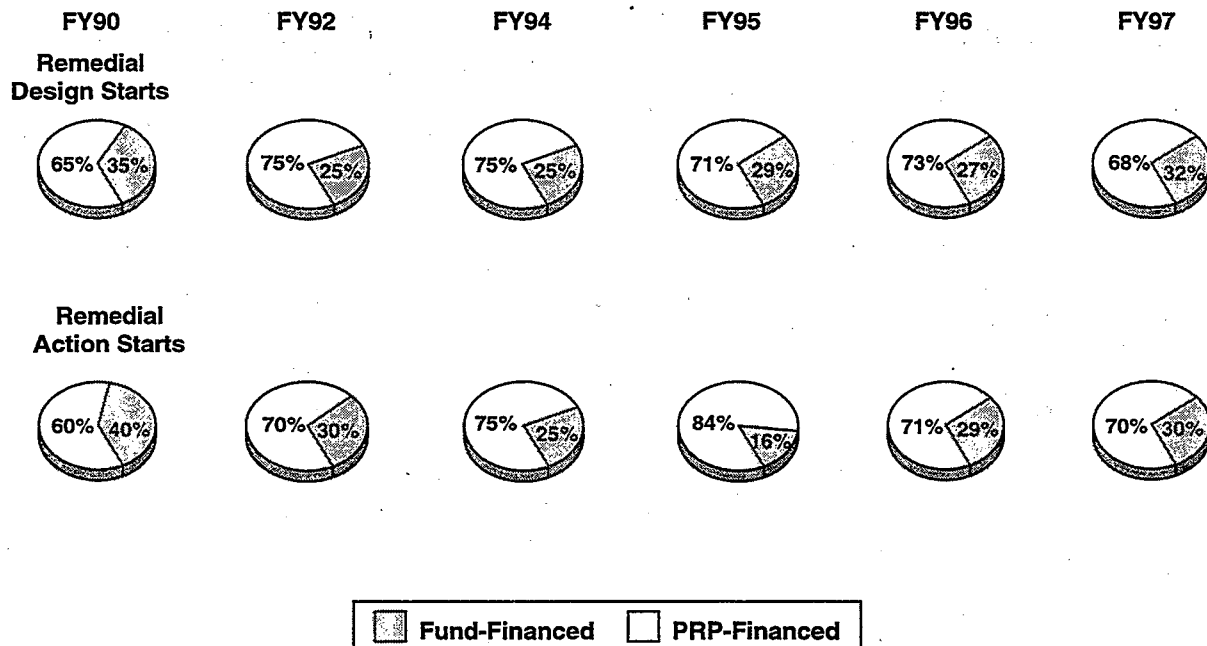 FY90 FY92 FY94 FY95 FY96 FY97
Remedial
Design Starts
65% 35% 75% 25% 75% 25% 71% 29% 73% 27% 68% 32%
Remedial
Action Starts
60% 40% 70% 30% 75% 25% 84% 16% 71% 29% 70% 30%
Fund-Financed PRP-Financed